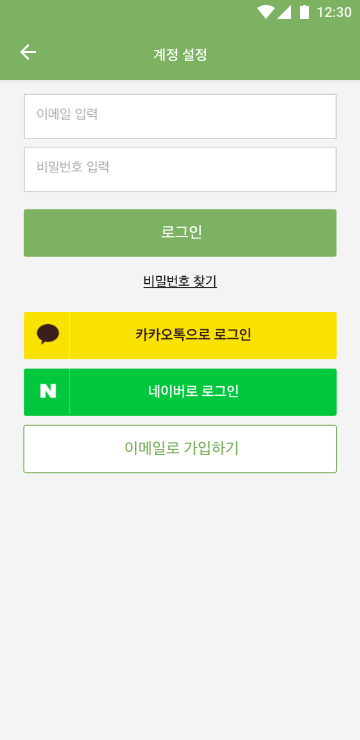 12:30
계정 설정
이메일 입력
비밀번호 입력
로그인
비밀번호 찾기
카카오톡으로 로그인
N
네이버로 로그인
이메일로 가입하기